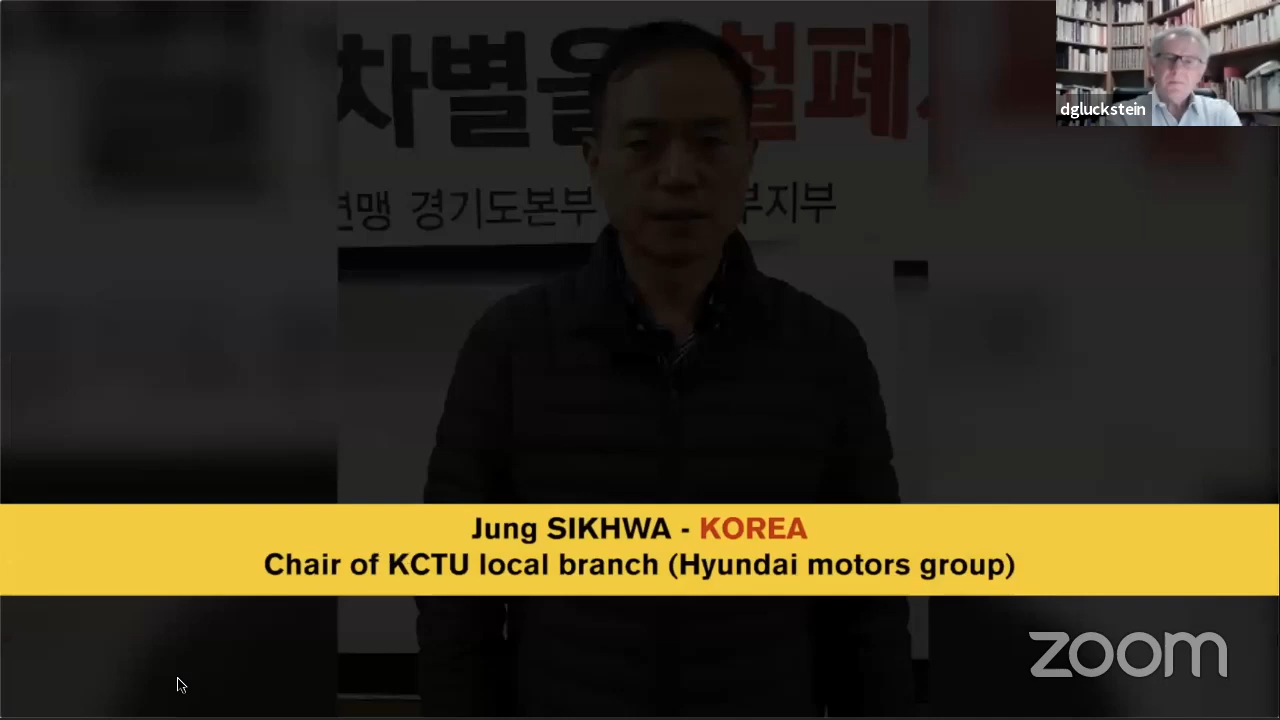 차별을 철폐
dgluckstein
연맹 경기도본부 부지부
Jung SIKHWA - KOREA
Chair of KCTU local branch (Hyundai motors group)
zoom